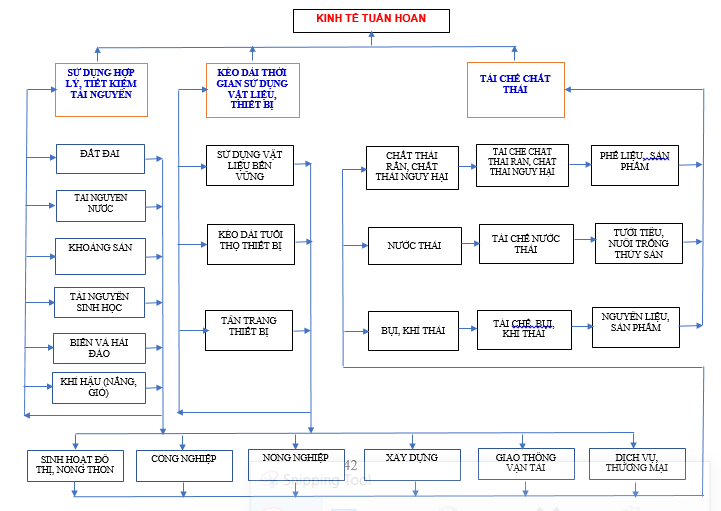 KINH TẾ TUẦN HOÀN
SỬ DỤNG HỢP
LÝ, TIẾT KIỆM
TÀI NGUYÊN
KÉO DÀI THỜI
GIAN SỬ DỤNG
VẬT LIỆU,
THIẾT BỊ
TÁI CHẾ CHẤT
THẢI
ĐẤT ĐAI
TÀI NGUYÊN
NƯỚC
KHOÁNG SẢN
TÀI NGUYÊN
SINH HỌC
BIỂN VÀ HẢI
ĐẢO
KHÍ HẬU (NẮNG,
GIÓ)
SỬ DỤNG VẬT
LIỆU BỀN
VỮNG
KÉO DÀI TUỔI
THỌ THIẾT BỊ
TÂN TRANG
THIẾT BỊ
CHẤT THẢI
RẮN, CHẤT
THẢI NGUY HẠI
TÁI CHẾ CHẤT
THẢI RẮN, CHẤT
THẢI NGUY HẠI
PHẾ LIỆU, SẢN
PHẨM
NƯỚC THẢI
TÁI CHẾ NƯỚC
THẢI
TƯỚI TIÊU,
NUÔI TRỒNG
THỦY SẢN
BỤI, KHÍ THẢI
TÁI CHẾ, BỤI,
KHÍ THẢI
NGUYÊN LIỆU,
SẢN PHẨM
SINH HOẠT ĐÔ
THỊ, NÔNG THÔN
CÔNG NGHIỆP
NÔNG NGHIỆP
XÂY DỰNG
GIAO THÔNG
VẬN TẢI
DỊCH VỤ,
THƯƠNG MẠI
42
Snipping Tool